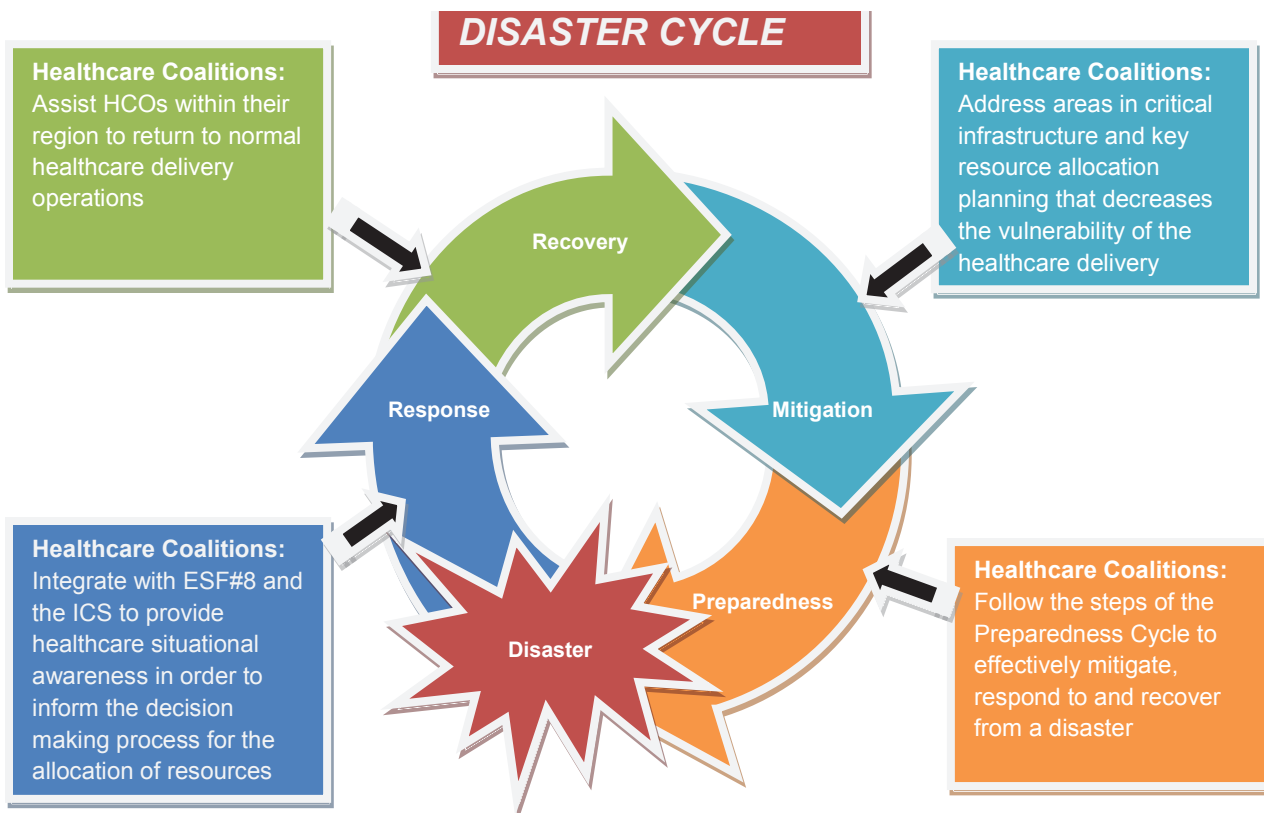 DISASTER CYCLE
Healthcare Coalitions:
Assist HCOs within their
region to return to normal
healthcare delivery
operations
Healthcare Coalitions:
Address areas in critical
infrastructure and key
resource allocation
planning that decreases
the vulnerability of the
healthcare delivery
Recovery
Response
Mitigation
Healthcare Coalitions:
Integrate with ESF#8 and
the ICS to provide
healthcare situational
awareness in order to
inform the decision
making process for the
allocation of resources
Disaster
Preparedness
Healthcare Coalitions:
Follow the steps of the
Preparedness Cycle to
effectively mitigate,
respond to and recover
from a disaster